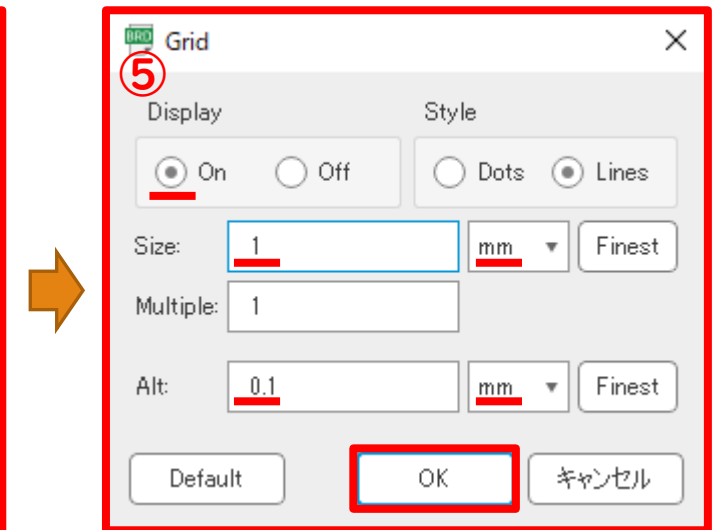 BRD Grid
⑤
Display Style
On Off Dots Lines
Size: 1 mm Finest
Multiple: 1
Alt: 0.1 mm Finest
Default OK キャンセル